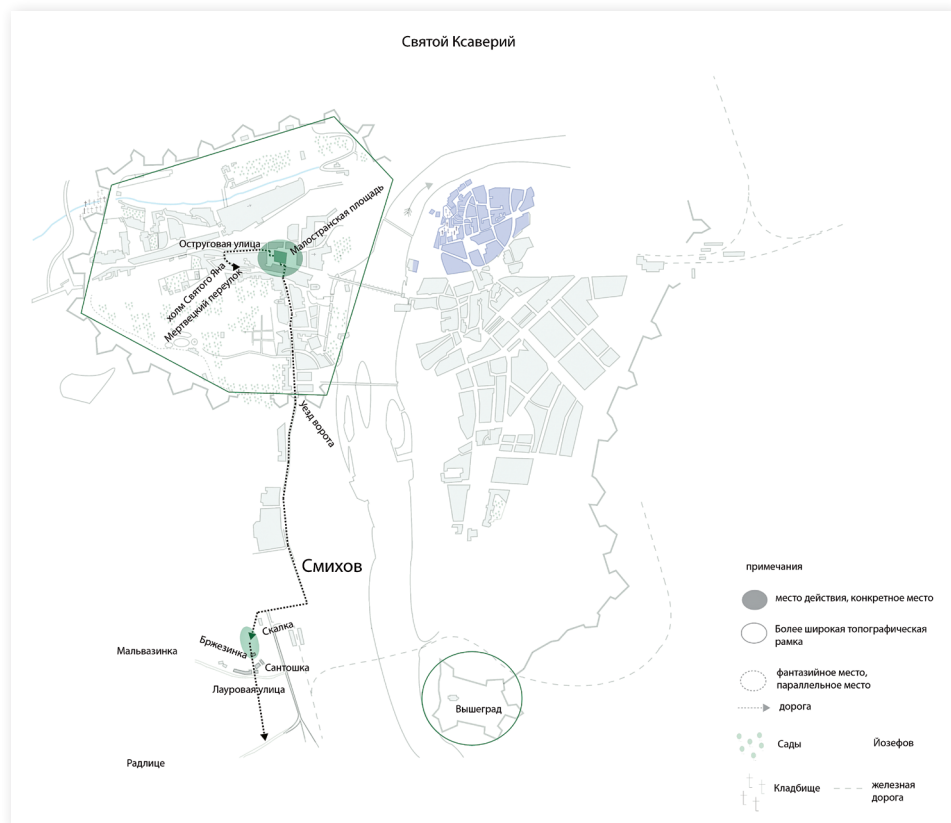 Святой Ксаверий
Малостранская площадь
Оструговая улица
холм Святого Яна
Мертвецкий переулок
Уезд ворота
Смихов
Скалка
Бржезинка
Мальвазинка
Сантошка
Лауровая улица
Вышеград
Радлице
примечания
место действия, конкретное место
Более широкая топографическая
рамка
фантазийное место,
параллельное место
дорога
Сады
Йозефов
Кладбище
железная
дорога